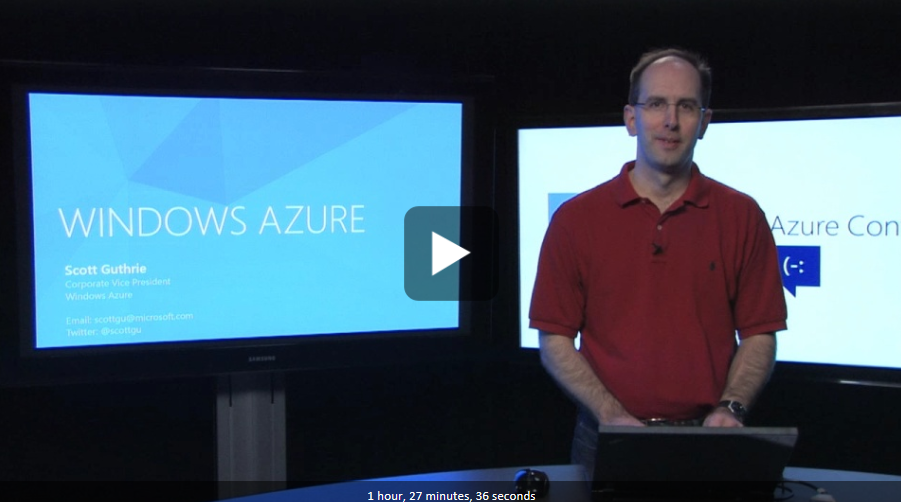 WINDOWS AZURE
Scott Guthrie
Corporate Vice President
Windows Azure
Email: scottgu@microsoft.com
Twitter: @scottgu
SAMSUNG
Azure Con
(-:
1 hour, 27 minutes, 36 seconds